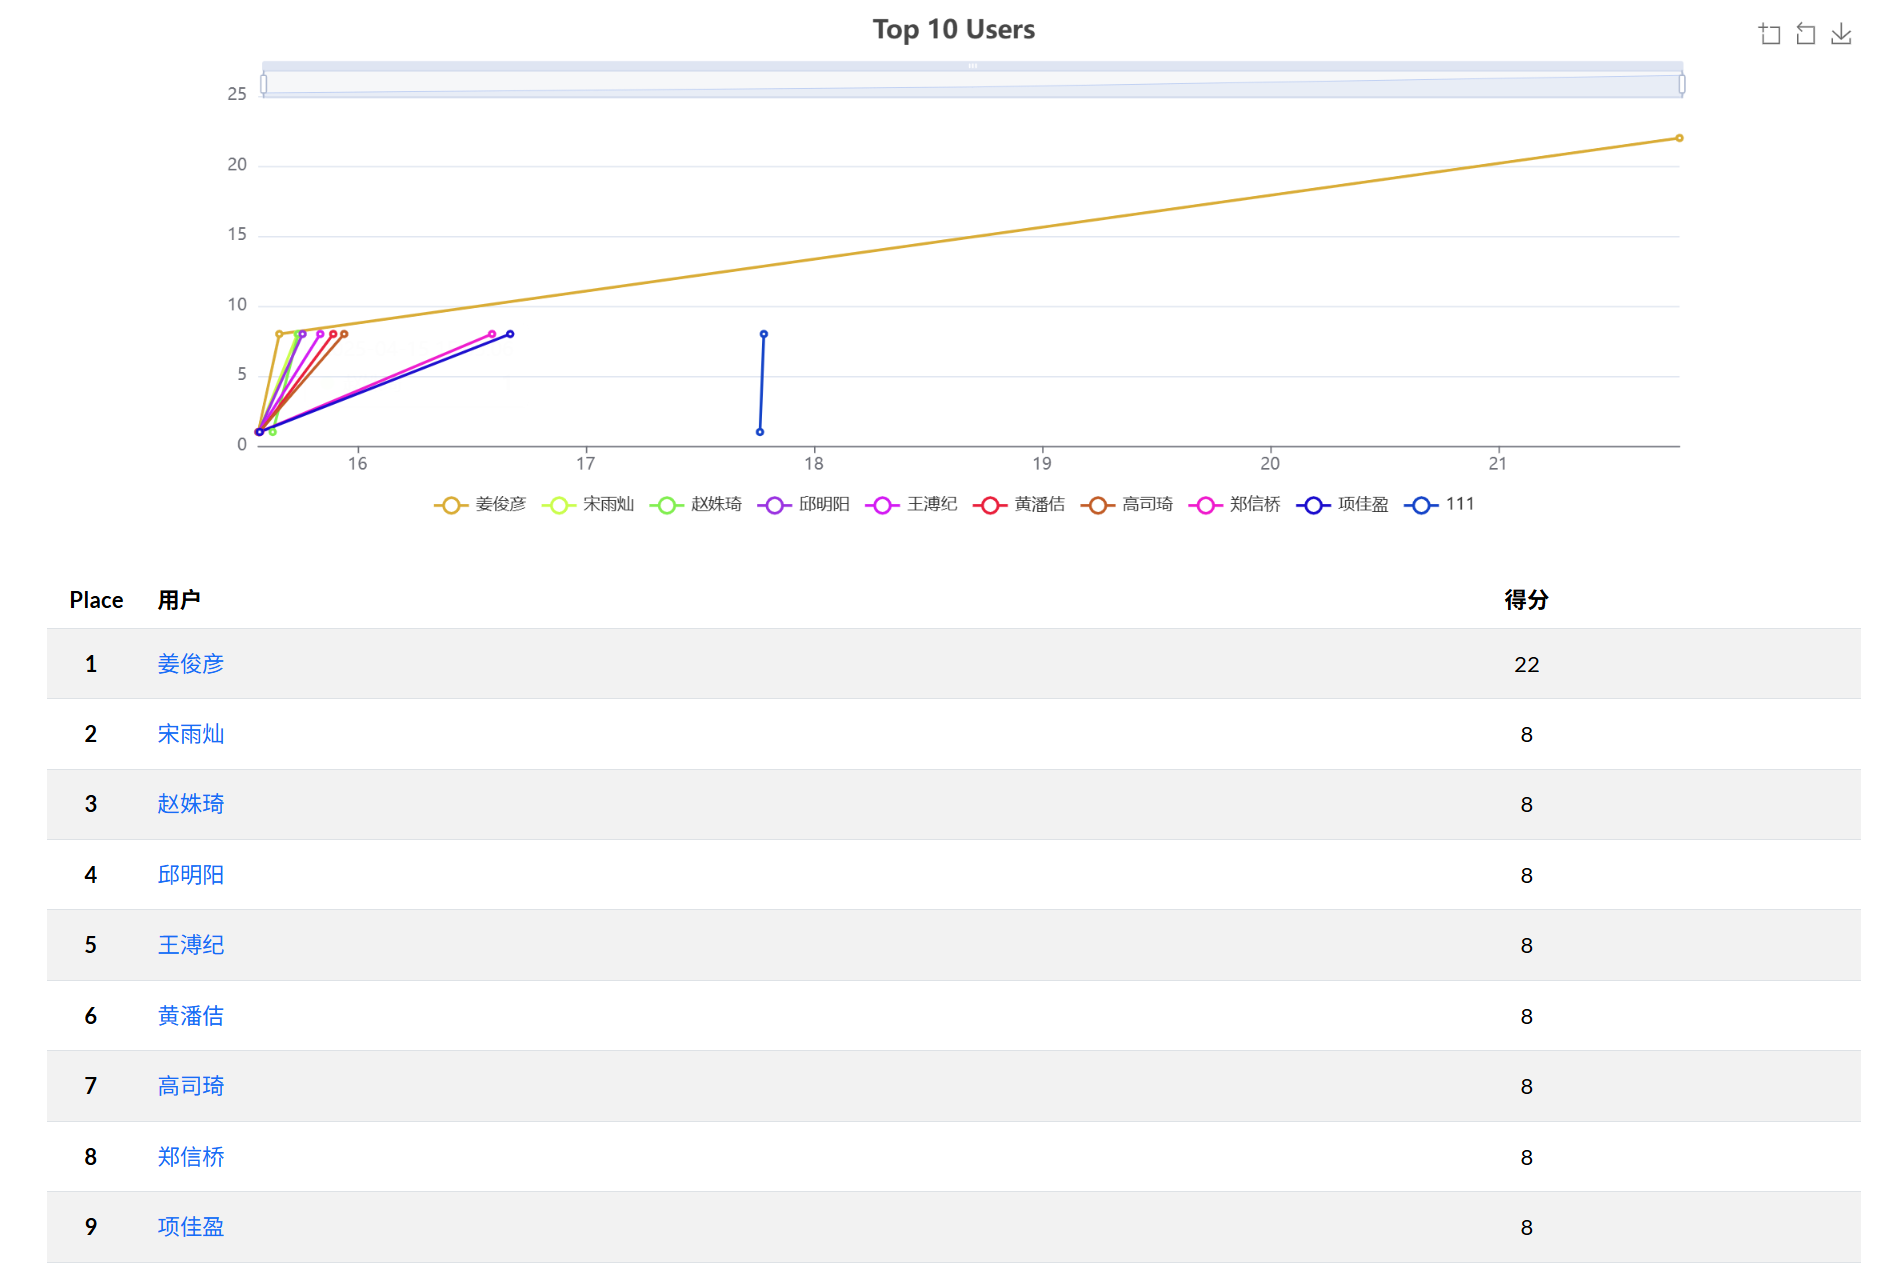 Top 10 Users
25
20
15
10
5
0
16 17 18 19 20 21
姜俊彦 宋雨灿 赵姝琦 邱明阳 王溥纪 黄潘佶 高司琦 郑信桥 项佳盈 111
Place 用户 得分
1 姜俊彦 22
2 宋雨灿 8
3 赵姝琦 8
4 邱明阳 8
5 王溥纪 8
6 黄潘佶 8
7 高司琦 8
8 郑信桥 8
9 项佳盈 8